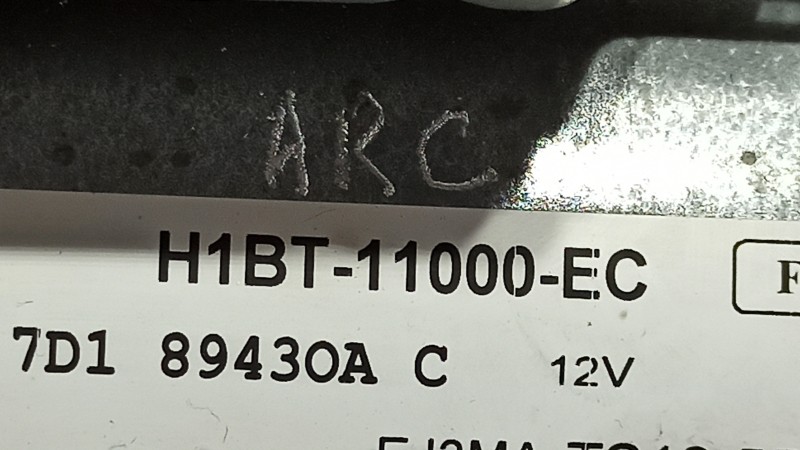 ARC
H1BT-11000-EC
F
7D1 89430A C 12V